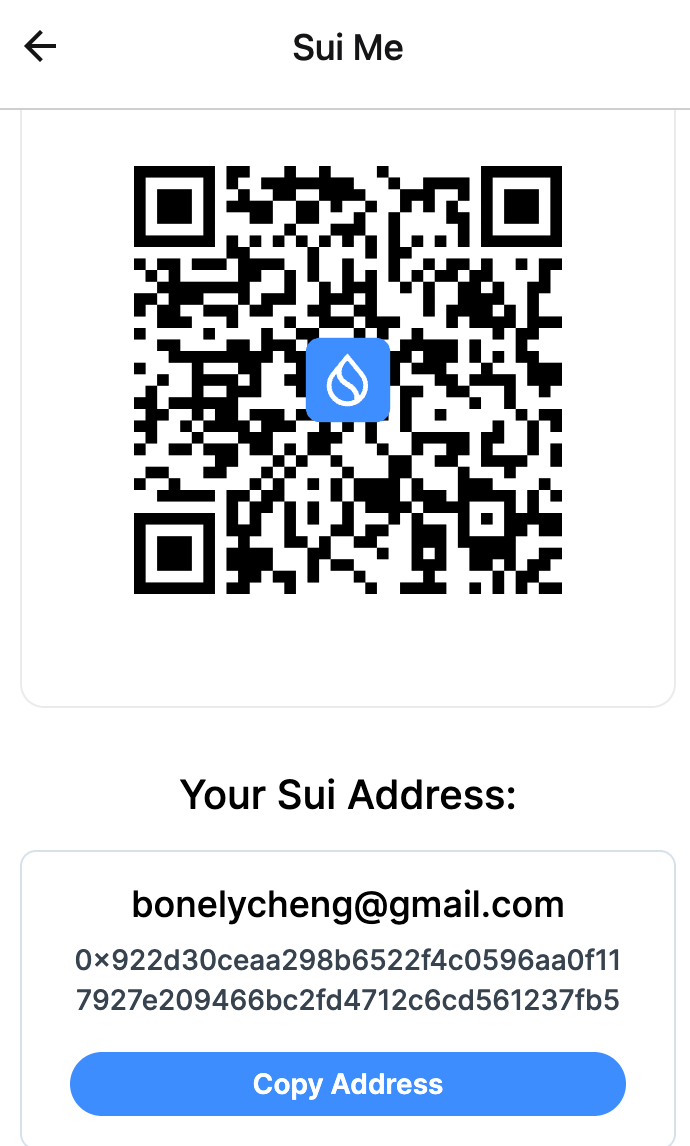 Sui Me
Your Sui Address:
bonelycheng@gmail.com
0x922d30ceaa298b6522f4c0596aa0f11
7927e209466bc2fd4712c6cd561237fb5
Copy Address